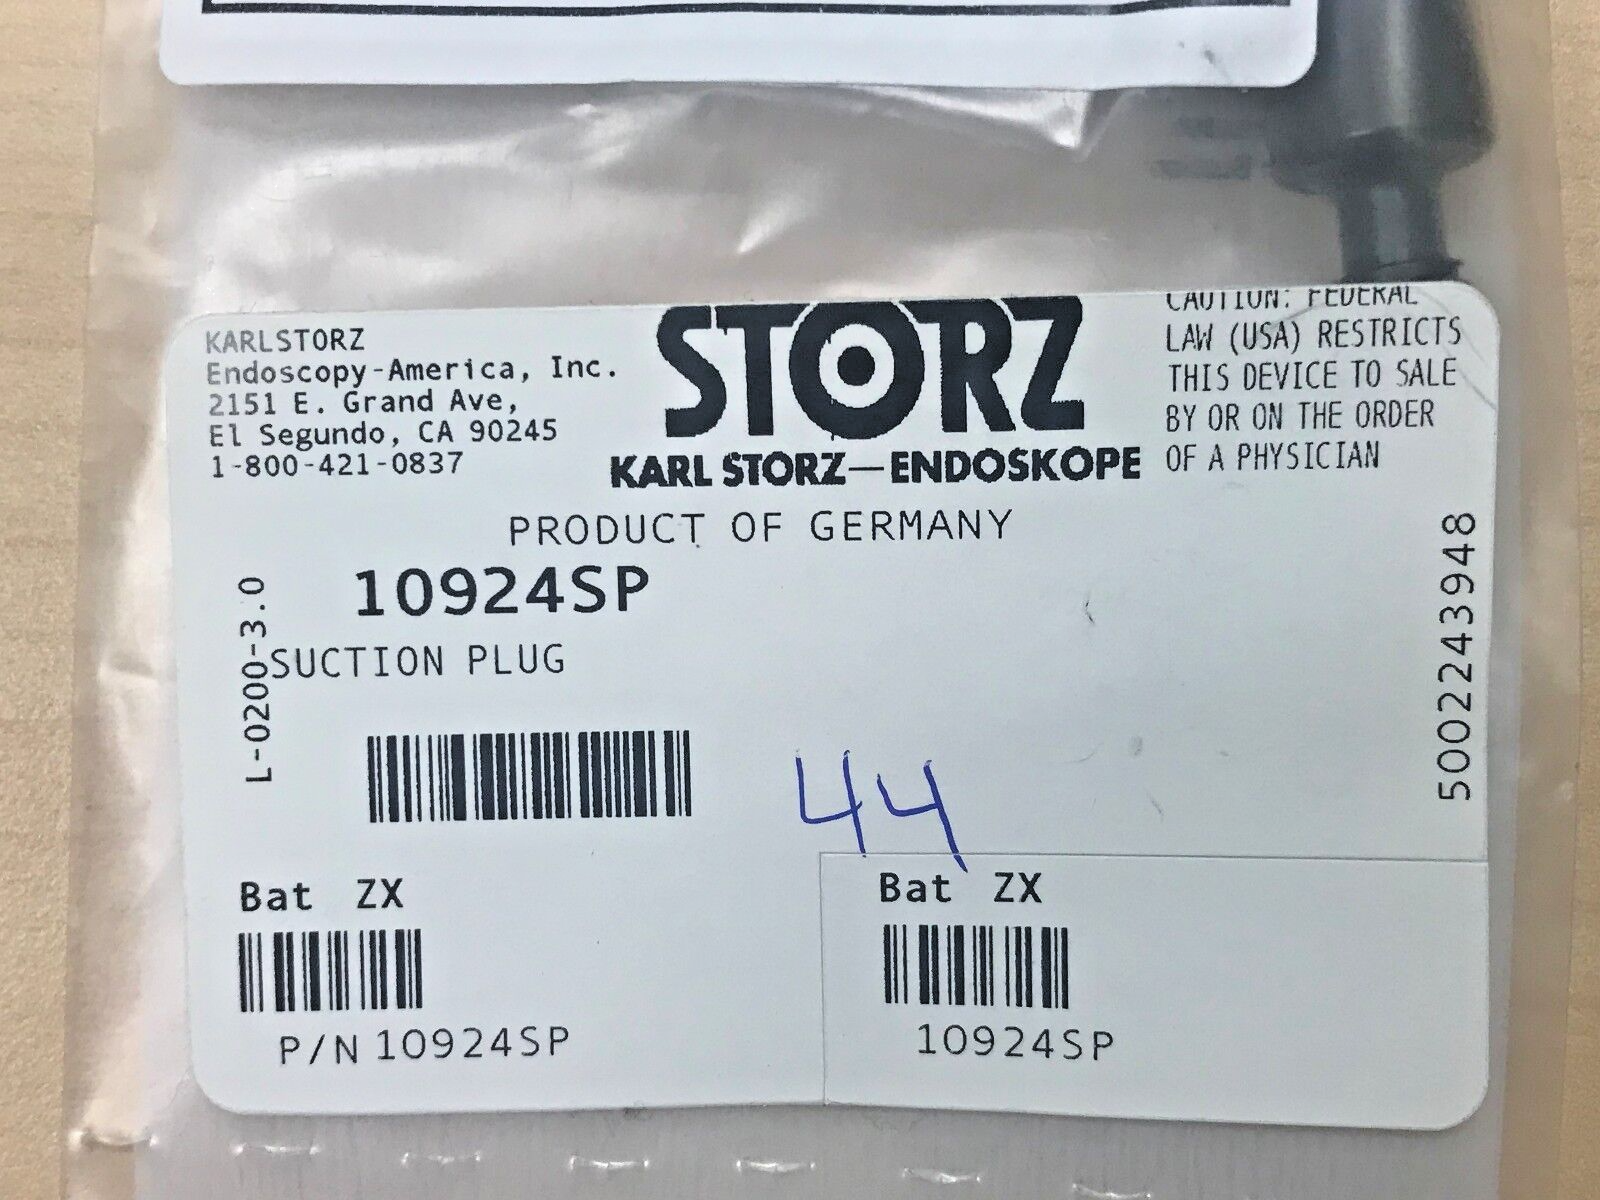 KARLSTORZ
Endoscopy-America, Inc.
2151 E. Grand Ave,
El Segundo, CA 90245
1-800-421-0837
STORZ
KARL STORZ—ENDOSKOPE
CAUTION: FEDERAL
LAW (USA) RESTRICTS
THIS DEVICE TO SALE
BY OR ON THE ORDER
OF A PHYSICIAN
PRODUCT OF GERMANY
10924SP
SUCTION PLUG
L-0200-3.0
5002243948
44
Bat ZX
P/N 10924SP
Bat ZX
10924SP